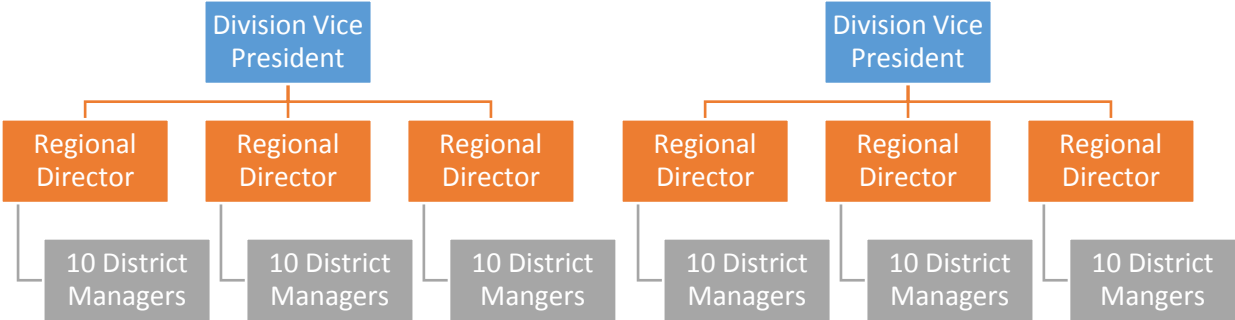 Division Vice
President
Division Vice
President
Regional
Director
Regional
Director
Regional
Director
Regional
Director
Regional
Director
Regional
Director
10 District
Managers
10 District
Managers
10 District
Mangers
10 District
Managers
10 District
Managers
10 District
Mangers